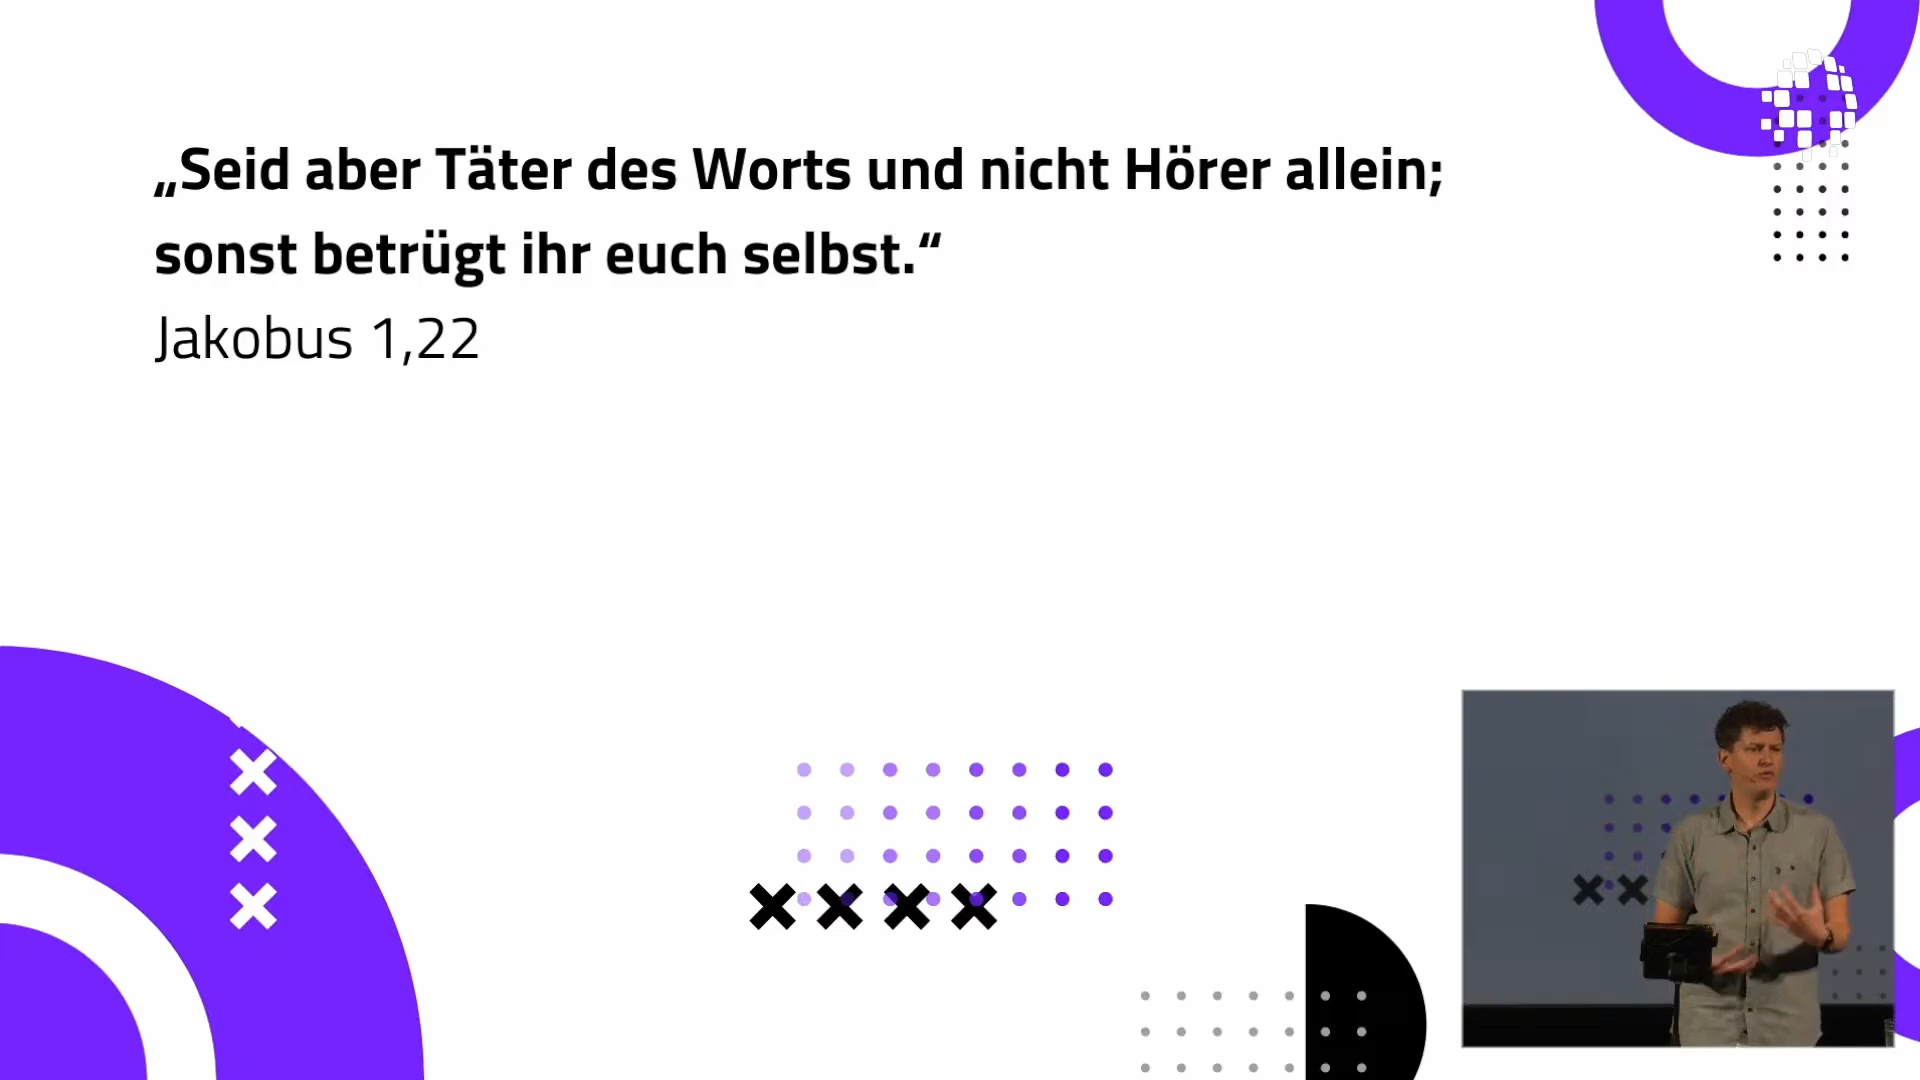 „Seid aber Täter des Worts und nicht Hörer allein;
sonst betrügt ihr euch selbst.“
Jakobus 1,22